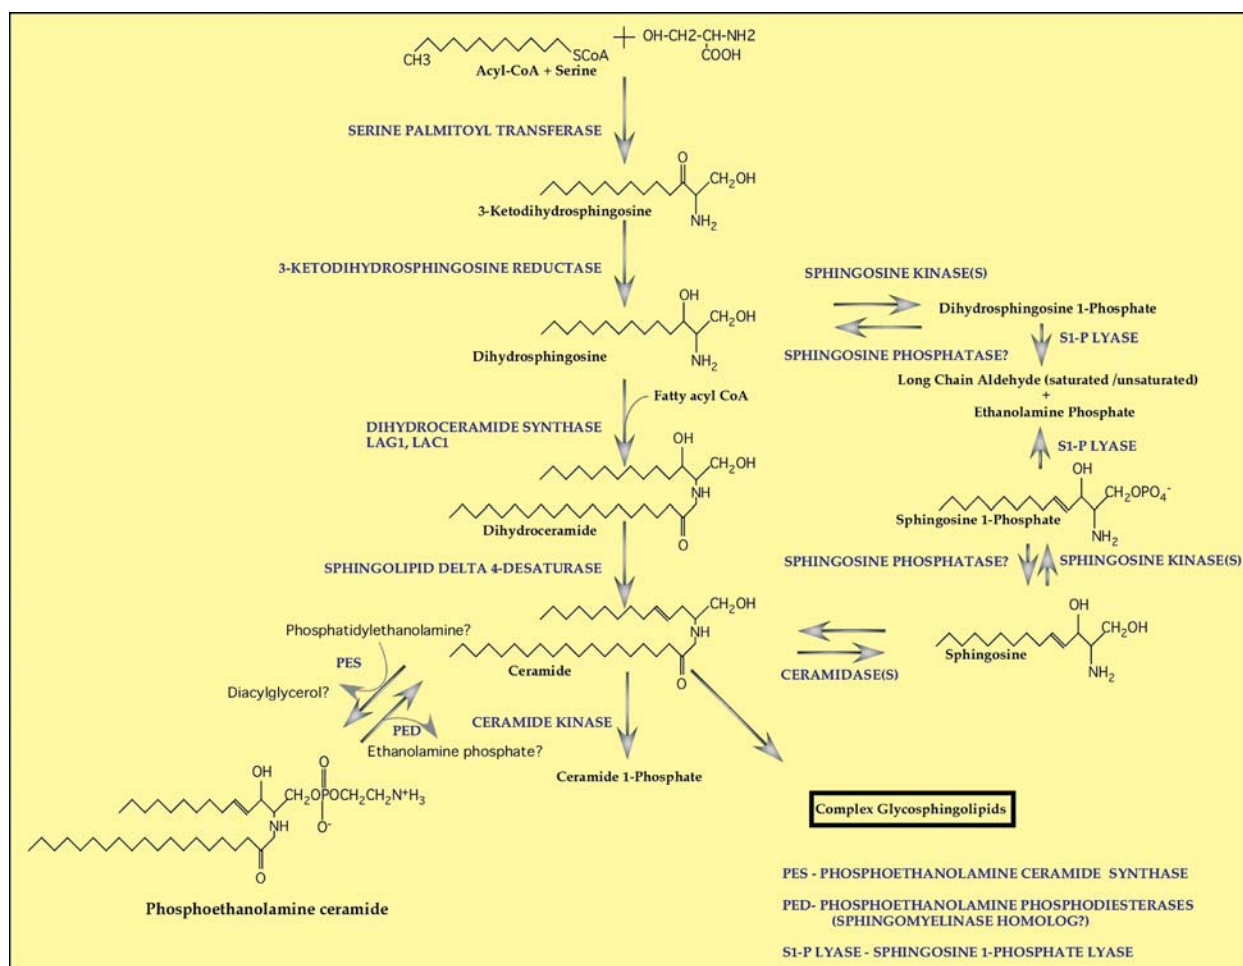 CH3
SCoA
+
OH-CH2-CH-NH2
COOH
Acyl-CoA + Serine
SERINE PALMITOYL TRANSFERASE
O
CH₂OH
NH₂
3-Ketodihydrosphingosine
3-KETODIHYDROSPHINGOSINE REDUCTASE
SPHINGOSINE KINASE(S)
OH
CH₂OH
NH₂
Dihydrosphingosine
Dihydrosphingosine 1-Phosphate
SPHINGOSINE PHOSPHATASE?
S1-P LYASE
Long Chain Aldehyde (saturated /unsaturated)
+
Ethanolamine Phosphate
Fatty acyl CoA
DIHYDROCERAMIDE SYNTHASE
LAG1, LAC1
S1-P LYASE
OH
CH₂OH
NH
O
Dihydroceramide
OH
CH₂OPO₄⁻
NH₂
Sphingosine 1-Phosphate
SPHINGOLIPID DELTA 4-DESATURASE
SPHINGOSINE PHOSPHATASE?
SPHINGOSINE KINASE(S)
CH₂OH
NH
O
Ceramide
OH
CH₂OH
NH₂
Sphingosine
CERAMIDASE(S)
Phosphatidylethanolamine?
PES
Diacylglycerol?
PED
Ethanolamine phosphate?
CERAMIDE KINASE
Ceramide 1-Phosphate
OH
O
CH₂OPOCH₂CH₂N⁺H₃
O⁻
NH
O
Phosphoethanolamine ceramide
Complex Glycosphingolipids
PES - PHOSPHOETHANOLAMINE CERAMIDE SYNTHASE
PED- PHOSPHOETHANOLAMINE PHOSPHODIESTERASES
(SPHINGOMYELINASE HOMOLOG?)
S1-P LYASE - SPHINGOSINE 1-PHOSPHATE LYASE